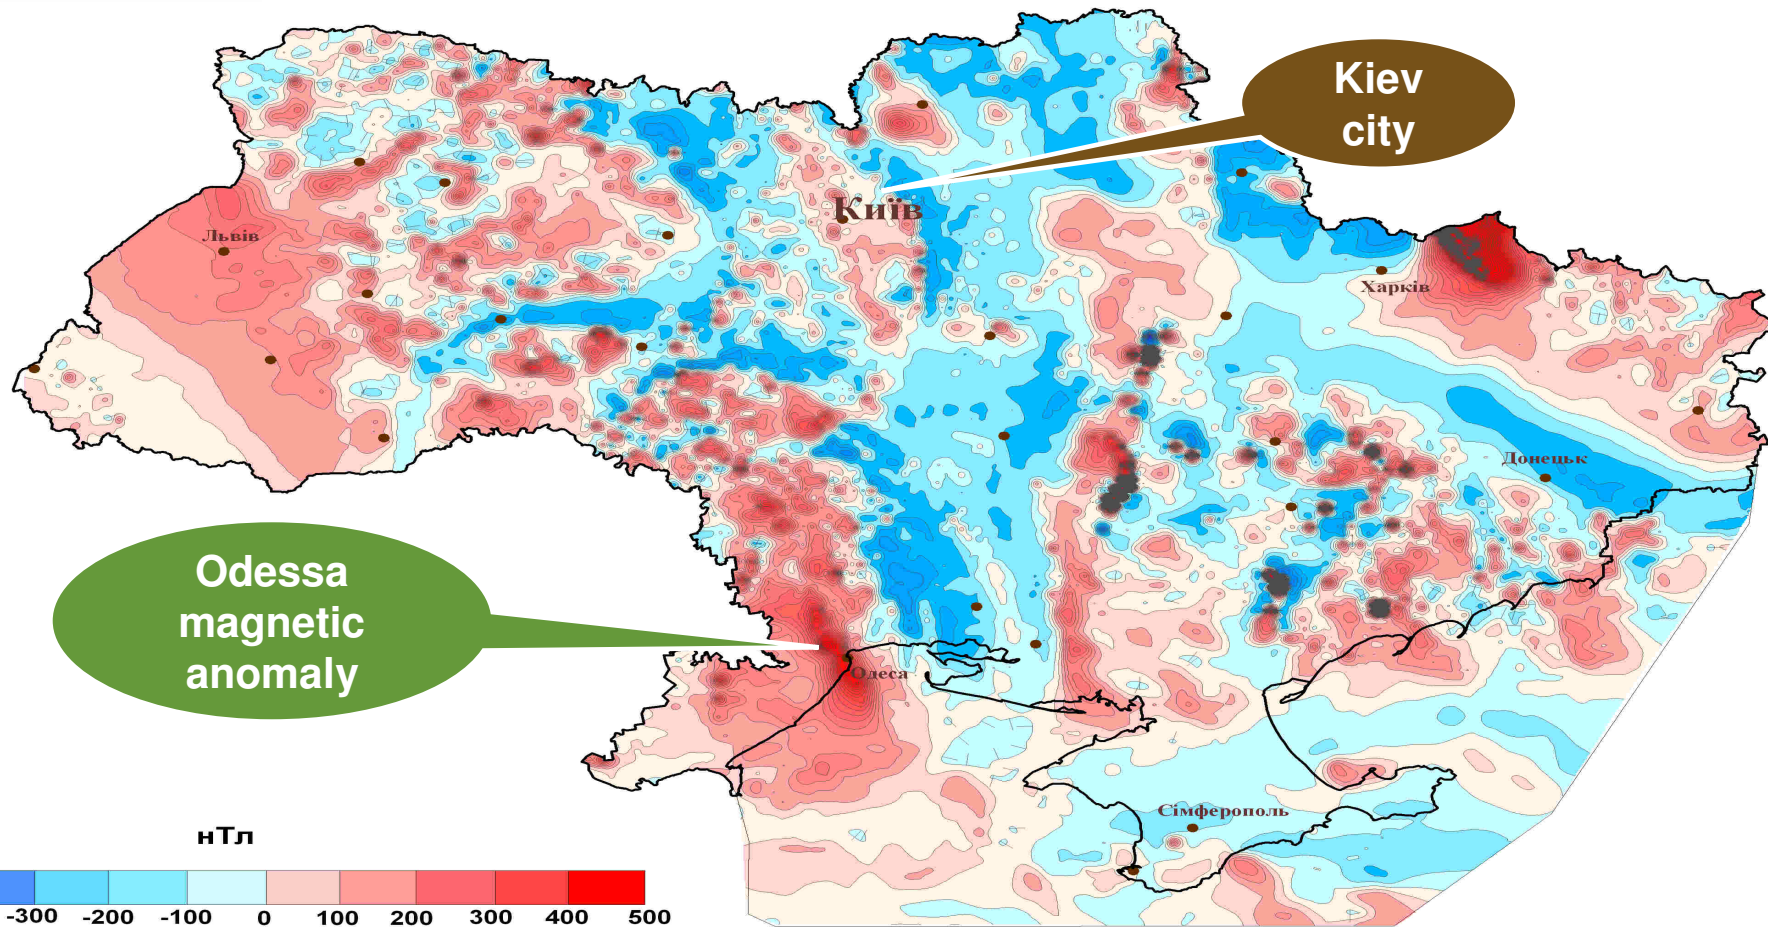 Kiev
city
Київ
Львів
Харків
Донецьк
Odessa
magnetic
anomaly
Одеса
Сімферополь
нТл
-300 -200 -100 0 100 200 300 400 500